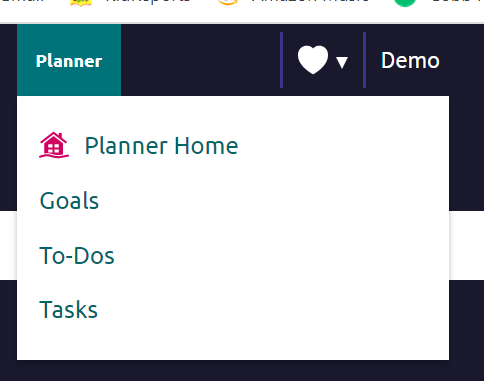 Planner
▼
Demo
Planner Home
Goals
To-Dos
Tasks